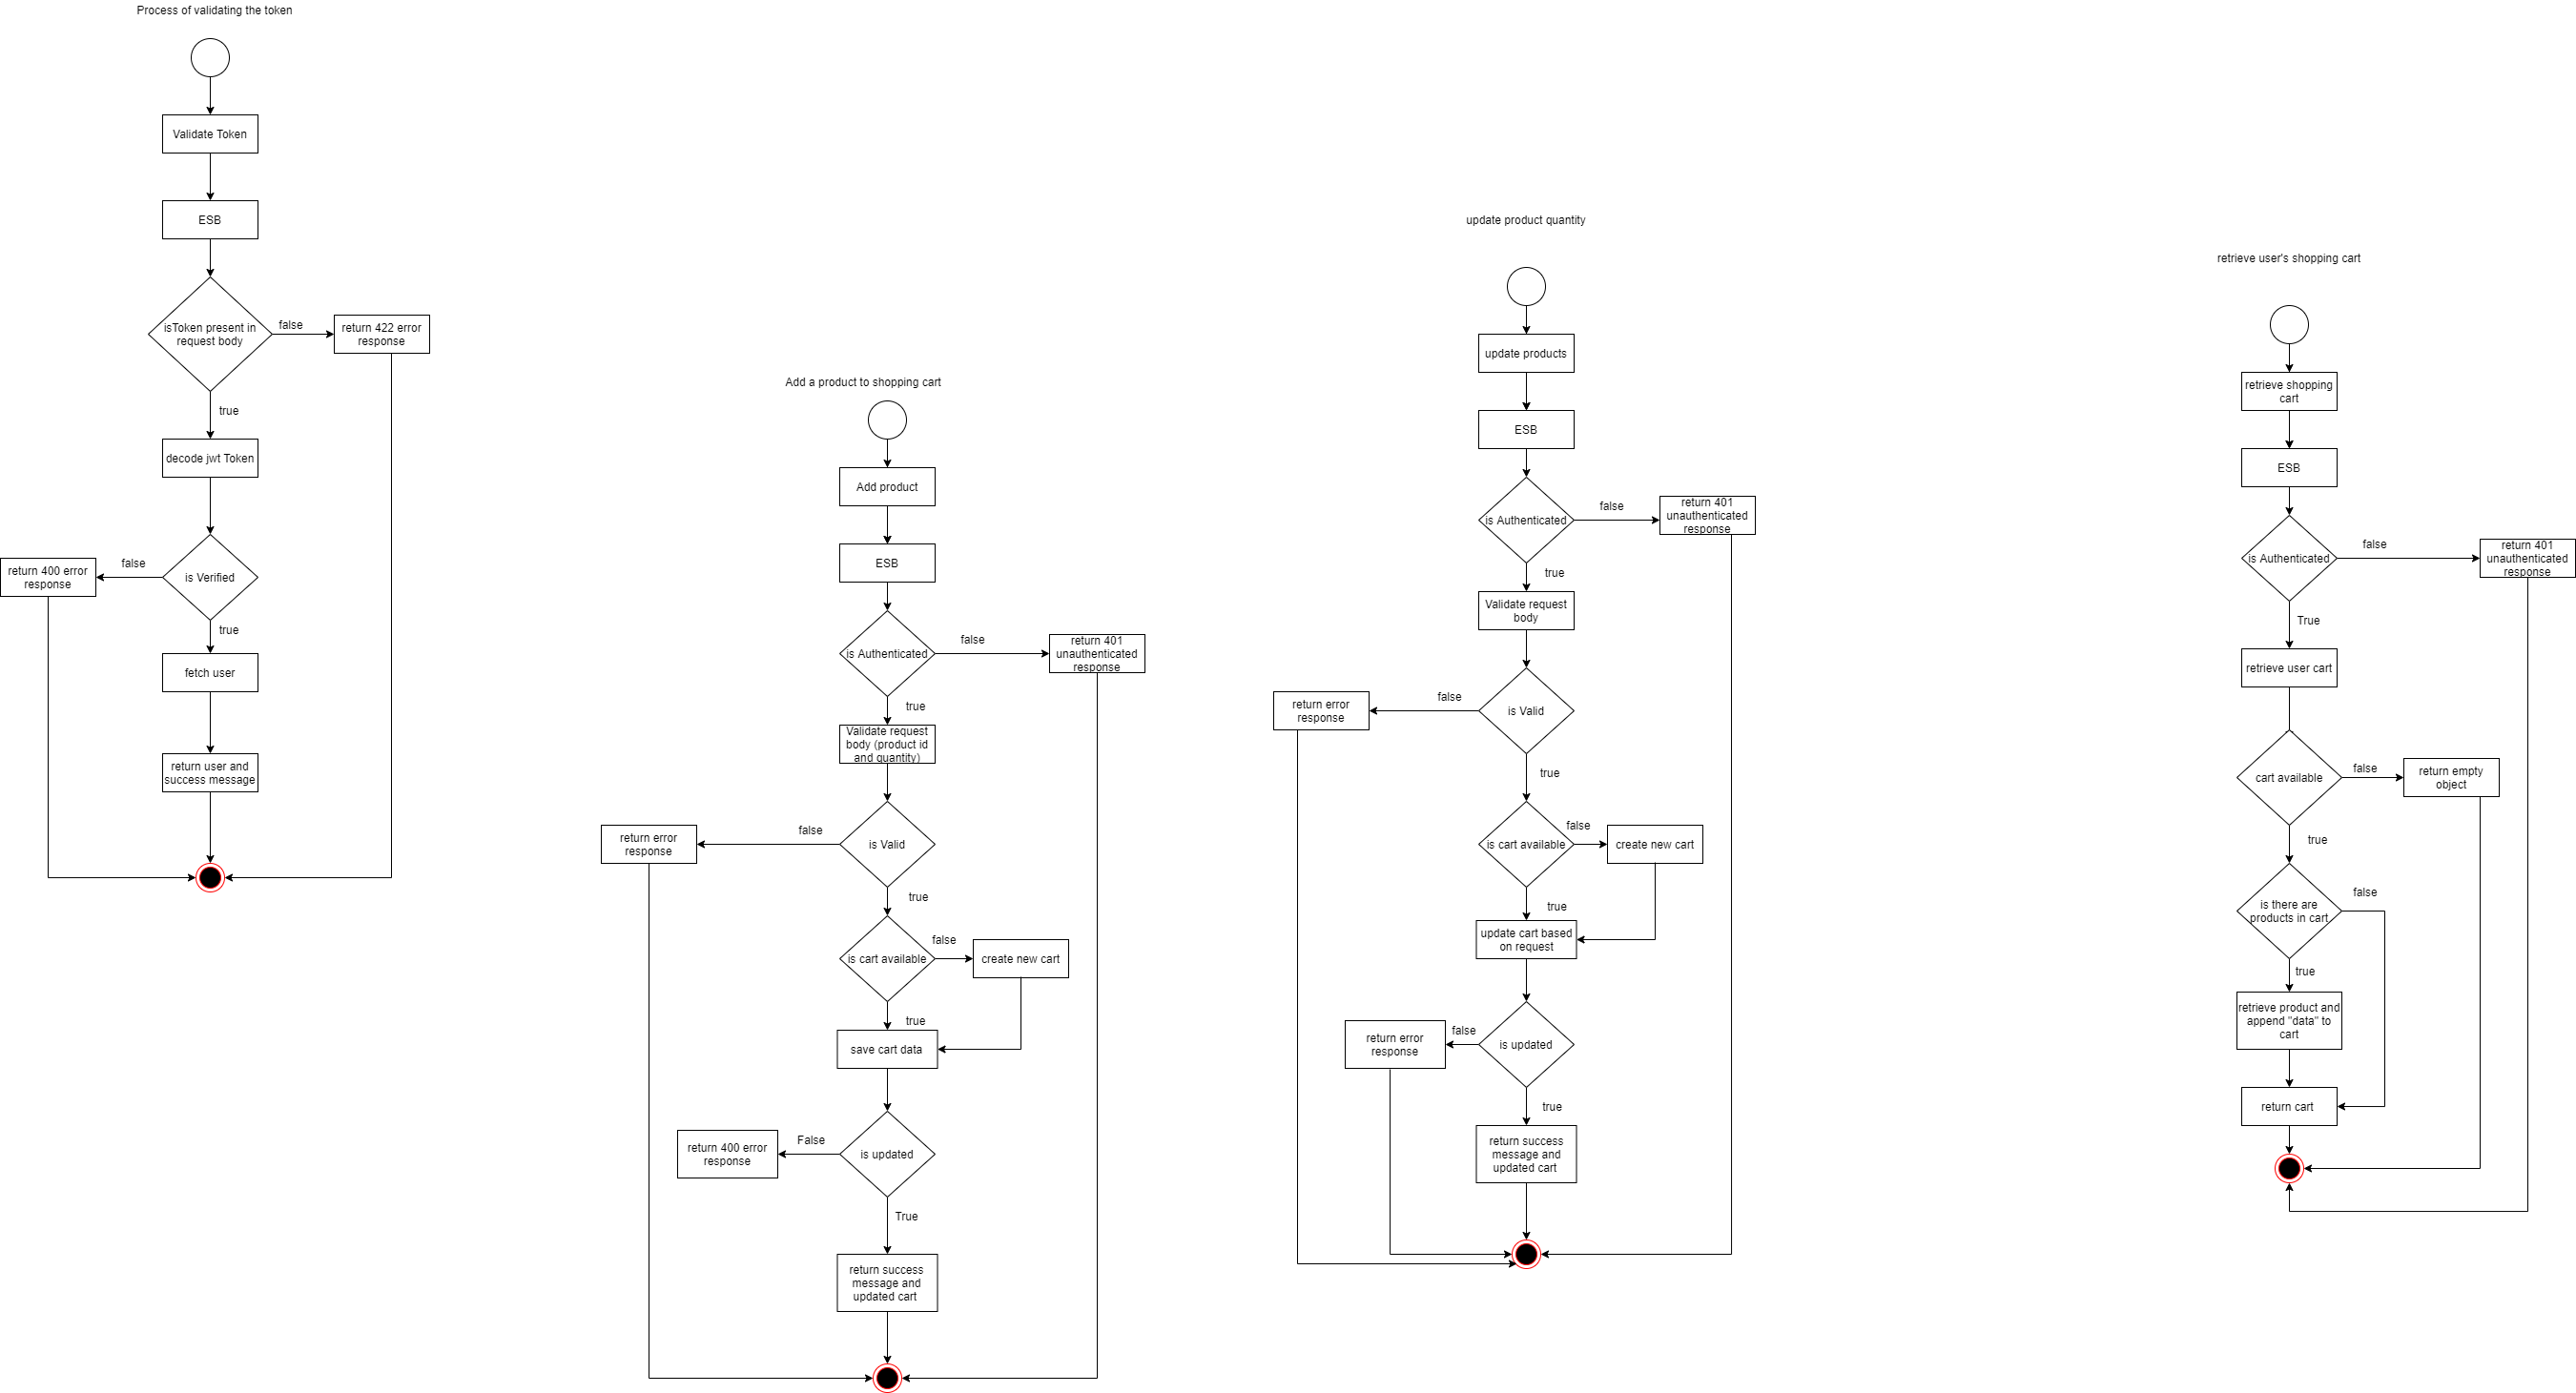 Process of validating the token
Validate Token
ESB
isToken present in
request body
false
return 422 error
response
true
decode jwt Token
is Verified
false
return 400 error
response
true
fetch user
return user and
success message
Add a product to shopping cart
Add product
ESB
is Authenticated
false
return 401
unauthenticated
response
true
Validate request
body (product id
and quantity)
is Valid
false
return error
response
true
is cart available
false
create new cart
true
save cart data
is updated
False
return 400 error
response
True
return success
message and
updated cart
update product quantity
update products
ESB
is Authenticated
false
return 401
unauthenticated
response
true
Validate request
body
is Valid
false
return error
response
true
is cart available
false
create new cart
true
update cart based
on request
is updated
false
return error
response
true
return success
message and
updated cart
retrieve user's shopping cart
retrieve shopping
cart
ESB
is Authenticated
false
return 401
unauthenticated
response
True
retrieve user cart
cart available
false
return empty
object
true
is there are
products in cart
false
true
retrieve product and
append "data" to
cart
return cart